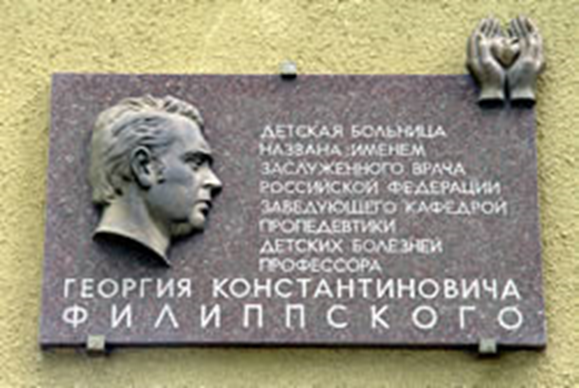 ДЕТСКАЯ БОЛЬНИЦА
НАЗВАНА ИМЕНЕМ
ЗАСЛУЖЕННОГО ВРАЧА
РОССИЙСКОЙ ФЕДЕРАЦИИ
ЗАВЕДУЮЩЕГО КАФЕДРОЙ
ПРОПЕДЕВТИКИ
ДЕТСКИХ БОЛЕЗНЕЙ
ПРОФЕССОРА
ГЕОРГИЯ КОНСТАНТИНОВИЧА
ФИЛИППСКОГО